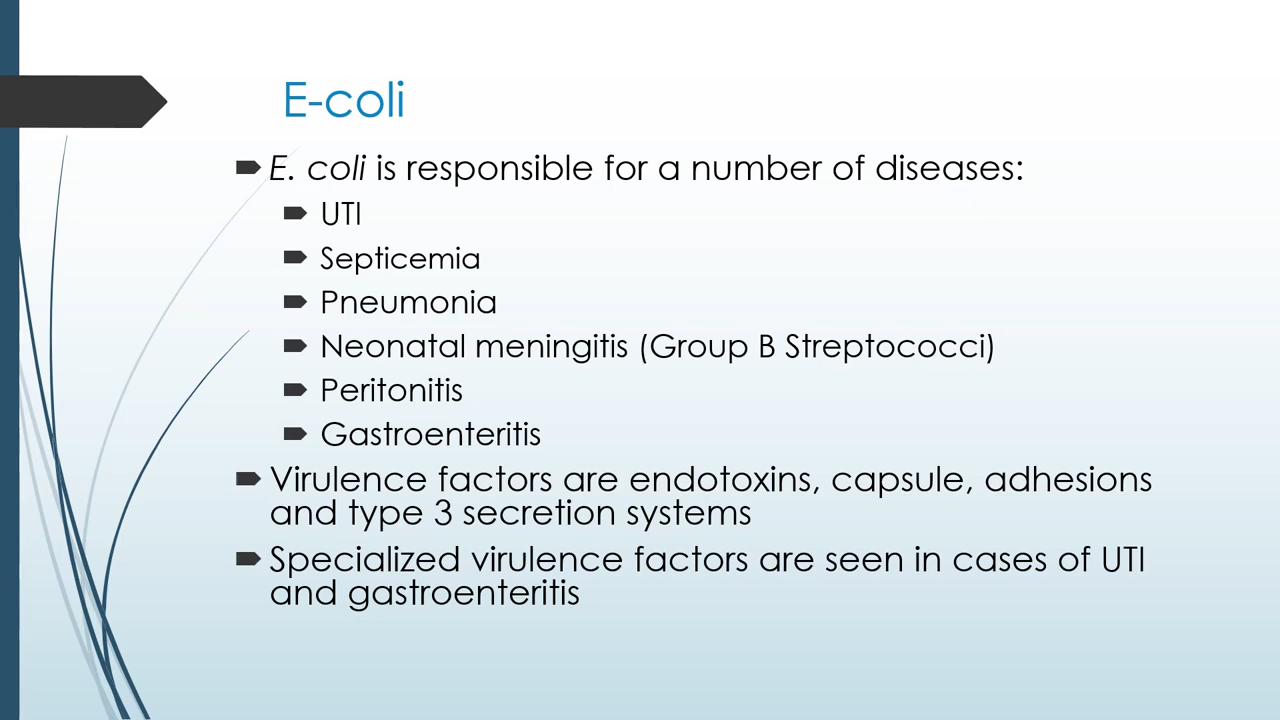 E-coli
E. coli is responsible for a number of diseases:
UTI
Septicemia
Pneumonia
Neonatal meningitis (Group B Streptococci)
Peritonitis
Gastroenteritis
Virulence factors are endotoxins, capsule, adhesions
and type 3 secretion systems
Specialized virulence factors are seen in cases of UTI
and gastroenteritis